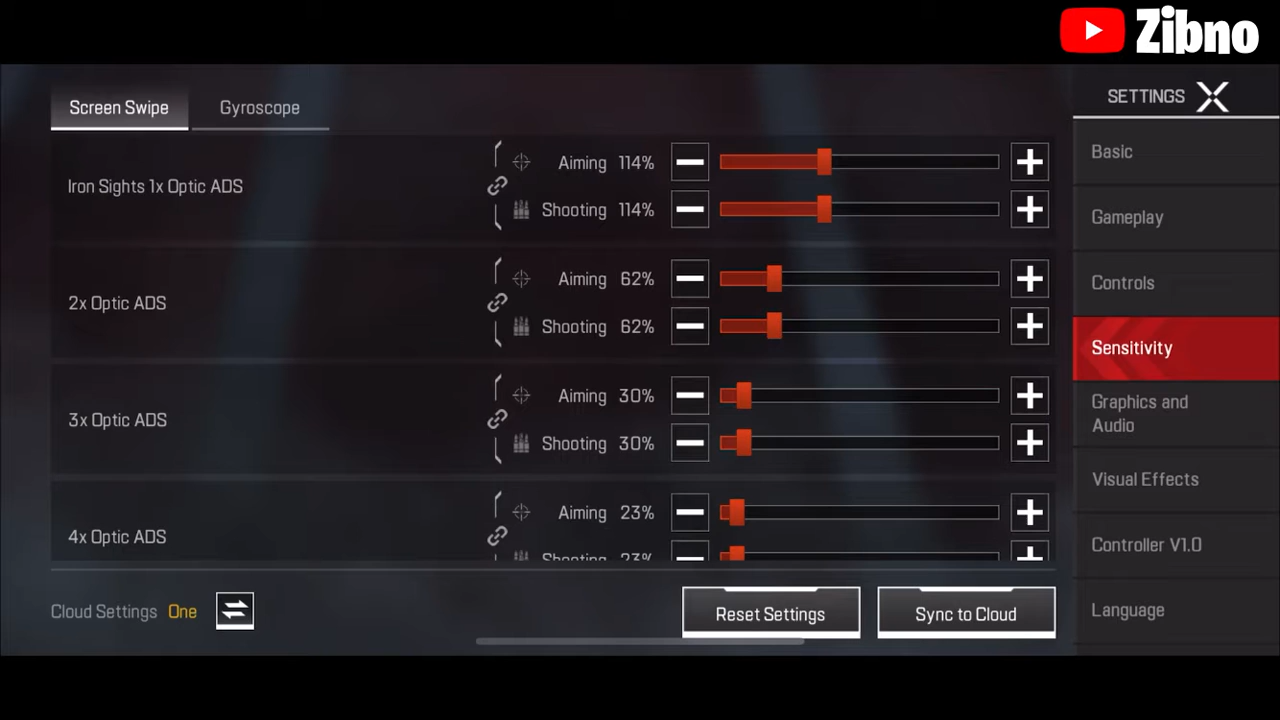 Zibno
Screen Swipe Gyroscope
SETTINGS
Iron Sights 1x Optic ADS
Aiming 114%
Shooting 114%
2x Optic ADS
Aiming 62%
Shooting 62%
3x Optic ADS
Aiming 30%
Shooting 30%
4x Optic ADS
Aiming 23%
Shooting 23%
Cloud Settings One
Reset Settings
Sync to Cloud
Basic
Gameplay
Controls
Sensitivity
Graphics and
Audio
Visual Effects
Controller V1.0
Language